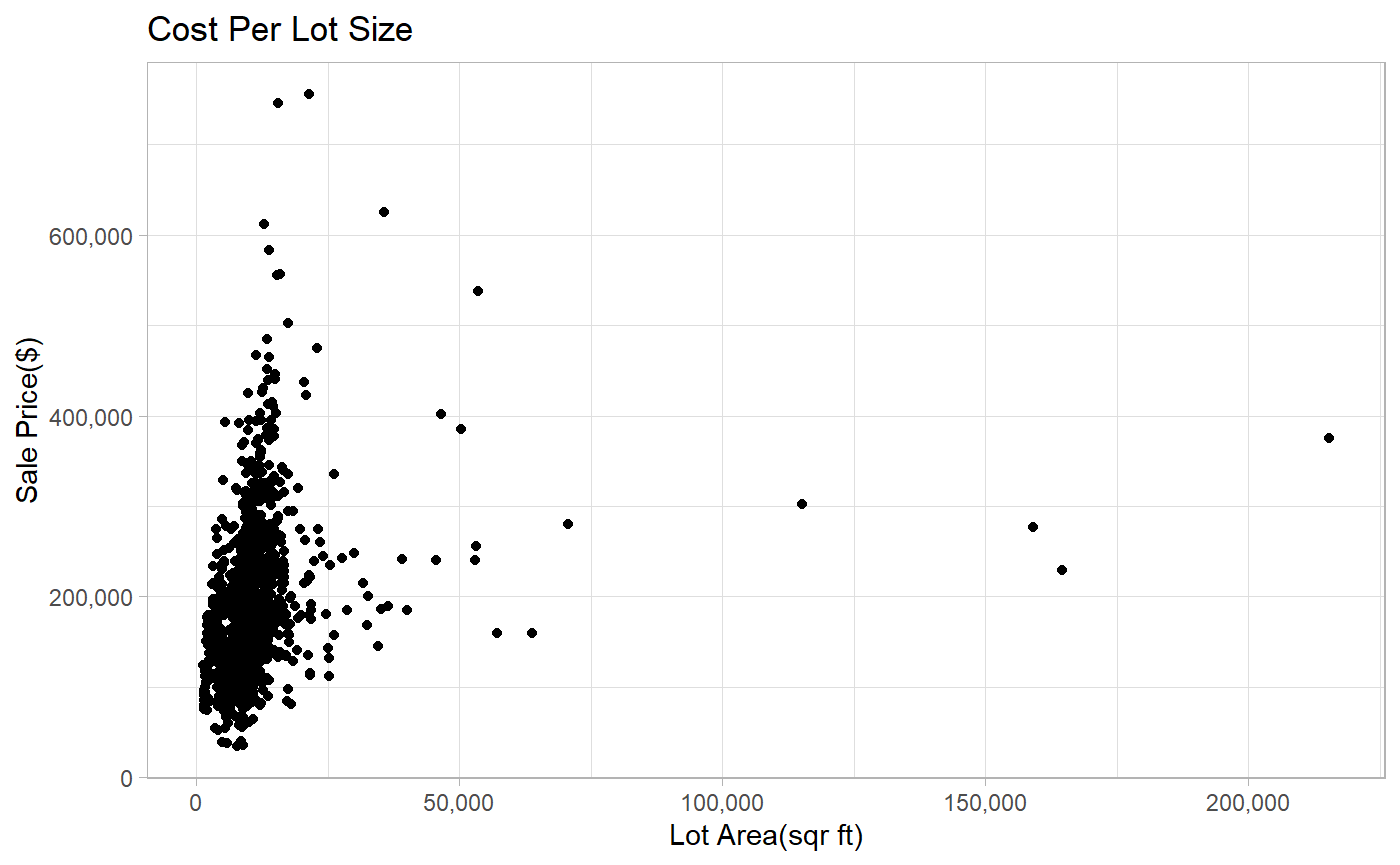 Cost Per Lot Size
Sale Price($)
600,000
400,000
200,000
0
0 50,000 100,000 150,000 200,000
Lot Area(sqr ft)